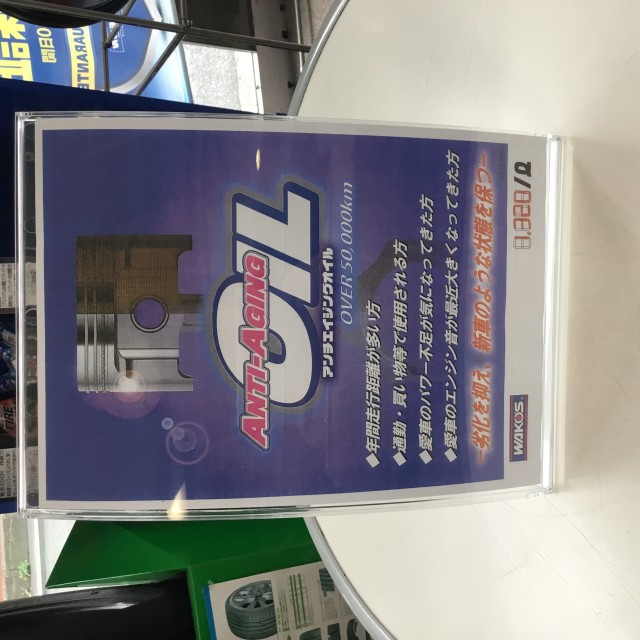 ANTI-AGING
OIL
アンチエイジングオイル
OVER 50,000km
◆年間走行距離が多い方
◆通勤・買い物等で使用される方
◆愛車のパワー不足が気になってきた方
◆愛車のエンジン音が最近大きくなってきた方
ー劣化を抑え、新車のような状態を保つー
WAKO'S
1,320/ℓ